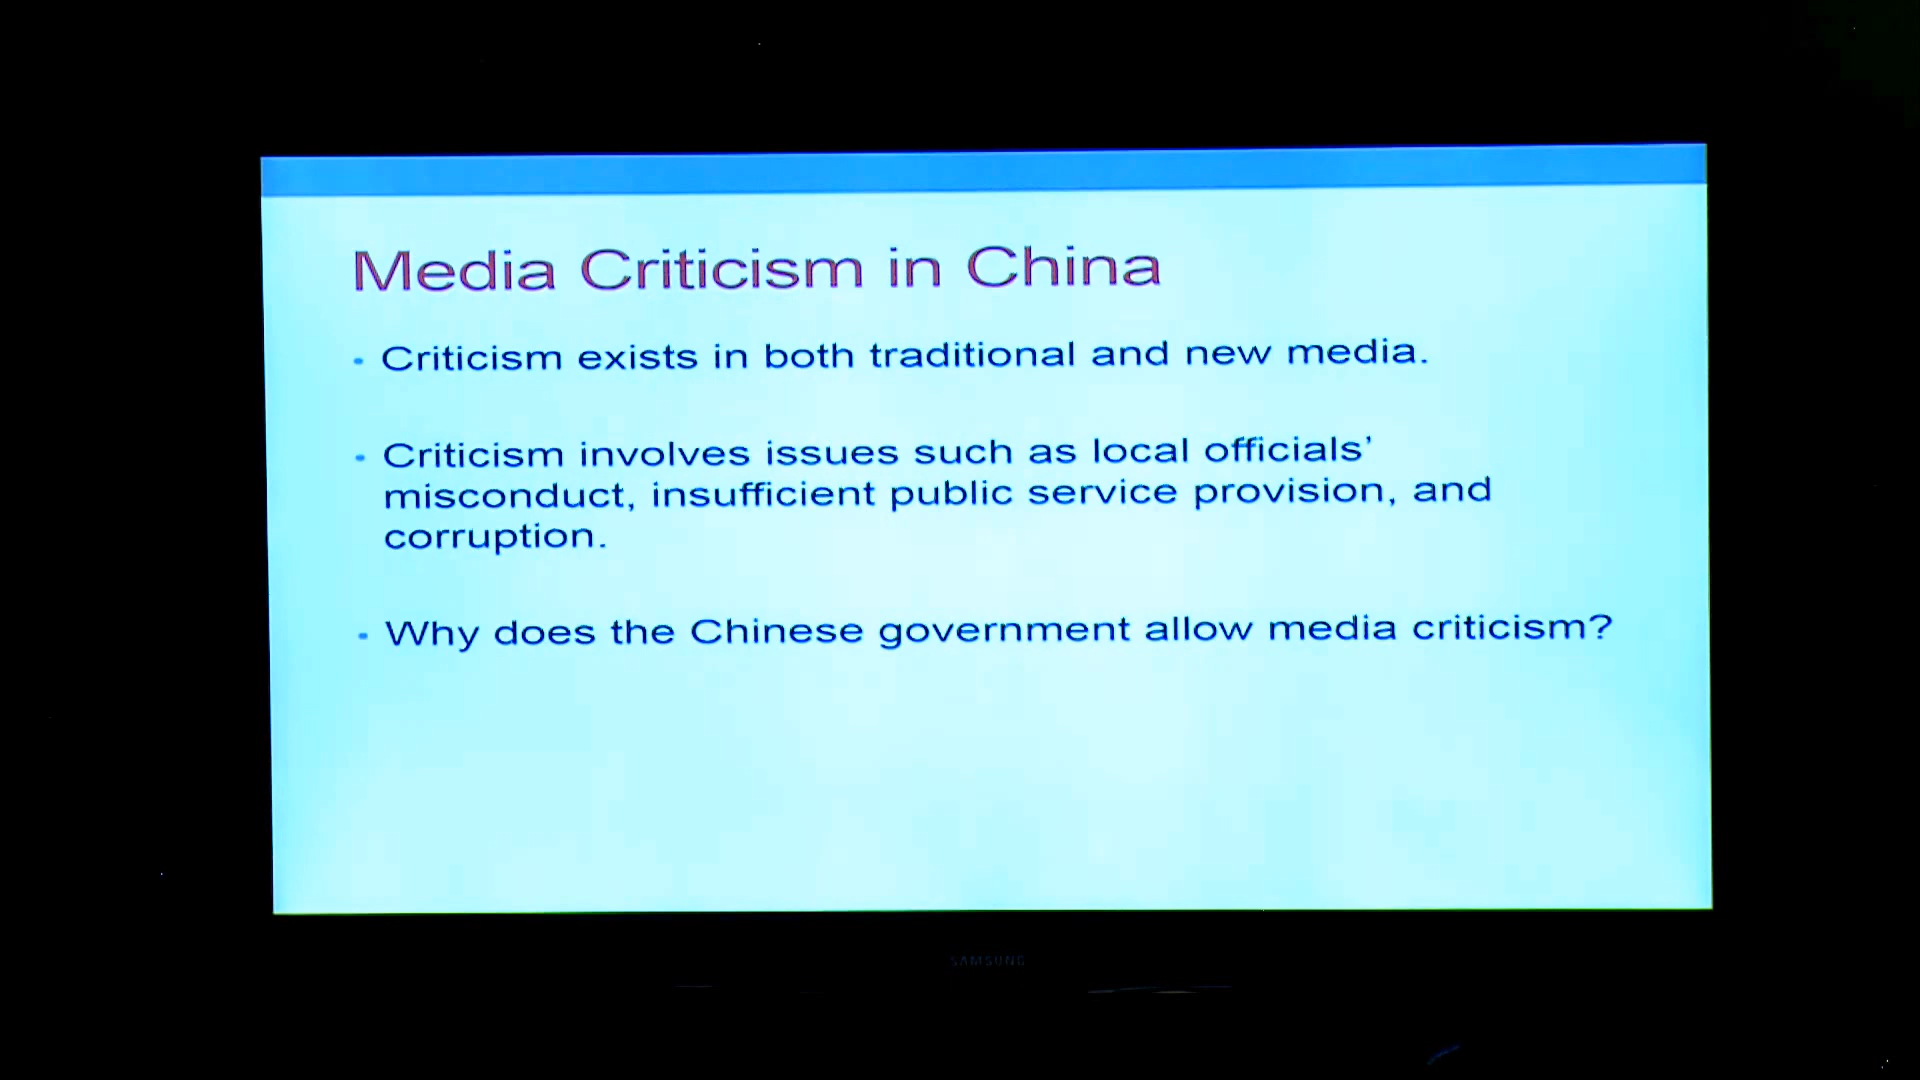 Media Criticism in China
• Criticism exists in both traditional and new media.
• Criticism involves issues such as local officials’
misconduct, insufficient public service provision, and
corruption.
• Why does the Chinese government allow media criticism?
SAMSUNG